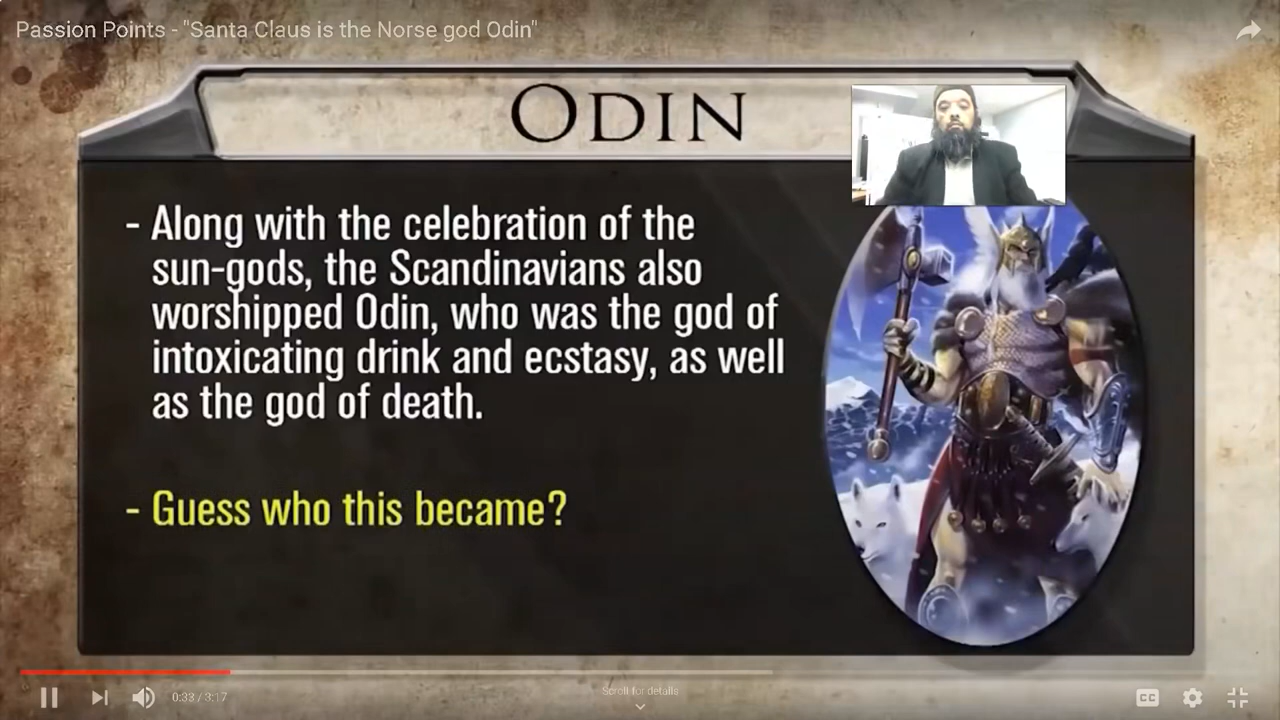 Passion Points - "Santa Claus is the Norse god Odin"
ODIN
- Along with the celebration of the
sun-gods, the Scandinavians also
worshipped Odin, who was the god of
intoxicating drink and ecstasy, as well
as the god of death.
- Guess who this became?
0:33 / 3:17
Scroll for details
CC